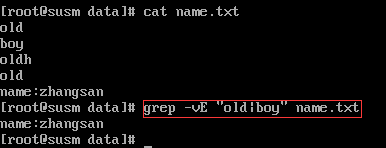 [root@susm data]# cat name.txt
old
boy
oldh
old
name:zhangsan
[root@susm data]# grep -vE "old|boy" name.txt
name:zhangsan
[root@susm data]#